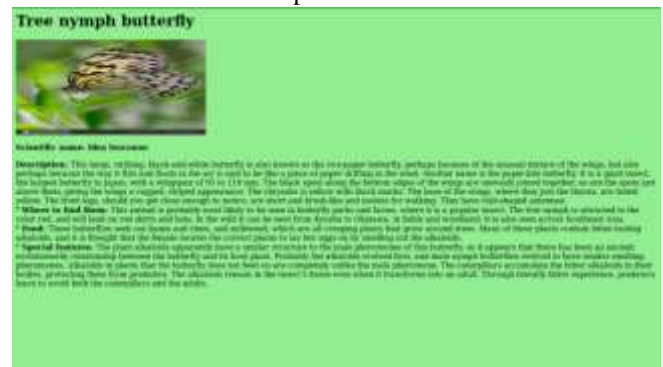 Tree nymph butterfly
Scientific name: Idea leuconoe
Description: This large, striking, black-and-white butterfly is also known as the rice-paper butterfly, perhaps because of the unusual texture of the wings, but also
perhaps because the way it flits and floats in the air is said to be like a piece of paper drifting in the wind. Another name is the paper kite butterfly. It is a giant insect,
the largest butterfly in Japan, with a wingspan of 95 to 110 mm. The black spots along the bottom edges of the wings are unevenly joined together, as are the spots just
above them, giving the wings a ragged, striped appearance. The chrysalis is yellow with black markings. The base of the wings, where they join the thorax, are tinted
yellow. The front legs, should you get close enough to notice, are short and brush-like and useless for walking. They have club-shaped antennae.
* Where to find them: This animal is probably most likely to be seen in butterfly parks and farms, where it is a popular insect. The tree nymph is attracted to the
color red, and will land on red shirts and hats. In the wild it can be seen from Kyushu to Okinawa, in fields and woodland. It is also seen across Southeast Asia.
* Food: These butterflies seek out hoyas and vines, and milkweed, which are all creeping plants that grow around trees. Many of these plants contain bitter-tasting
alkaloids, and it is thought that the female locates the correct plants to lay her eggs on by smelling out the alkaloids.
* Special features: The plant alkaloids apparently have a similar structure to the male pheromones of this butterfly, so it appears that there has been an ancient
evolutionary relationship between the butterfly and its food plant. Probably the alkaloids evolved first, and male nymph butterflies evolved to have similar-smelling
pheromones. Alkaloids in plants that the butterfly does not feed on are completely unlike the male pheromone. The caterpillars accumulate the bitter alkaloids in their
bodies, protecting them from predators. The alkaloids remain in the insect's tissues even when it transforms into an adult. Through literally bitter experience, predators
learn to avoid both the caterpillars and the adults.